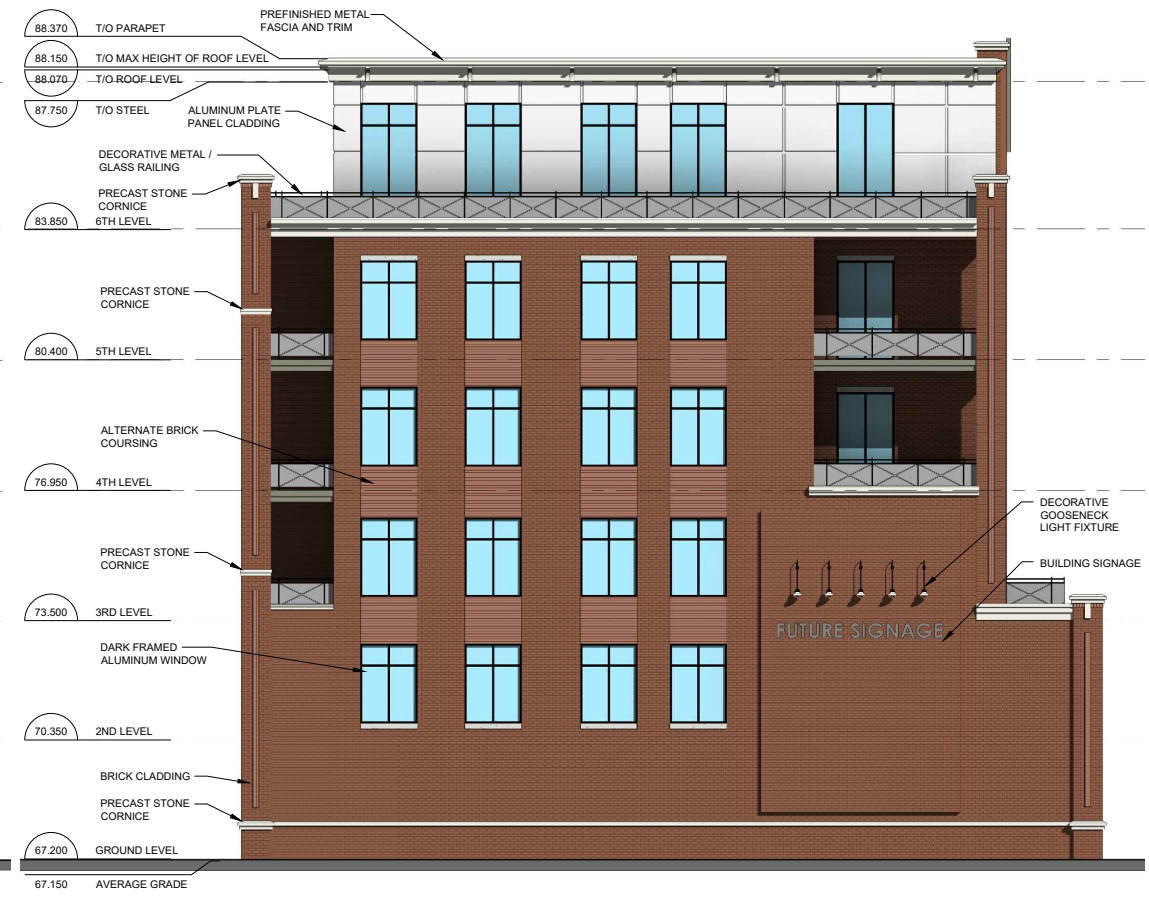 PREFINISHED METAL
FASCIA AND TRIM
88.370 T/O PARAPET
88.150 T/O MAX HEIGHT OF ROOF LEVEL
88.070 T/O ROOF LEVEL
87.750 T/O STEEL
ALUMINUM PLATE
PANEL CLADDING
DECORATIVE METAL /
GLASS RAILING
PRECAST STONE
CORNICE
83.850 6TH LEVEL
PRECAST STONE
CORNICE
80.400 5TH LEVEL
ALTERNATE BRICK
COURSING
76.950 4TH LEVEL
DECORATIVE
GOOSENECK
LIGHT FIXTURE
PRECAST STONE
CORNICE
BUILDING SIGNAGE
73.500 3RD LEVEL
FUTURE SIGNAGE
DARK FRAMED
ALUMINUM WINDOW
70.350 2ND LEVEL
BRICK CLADDING
PRECAST STONE
CORNICE
67.200 GROUND LEVEL
67.150 AVERAGE GRADE